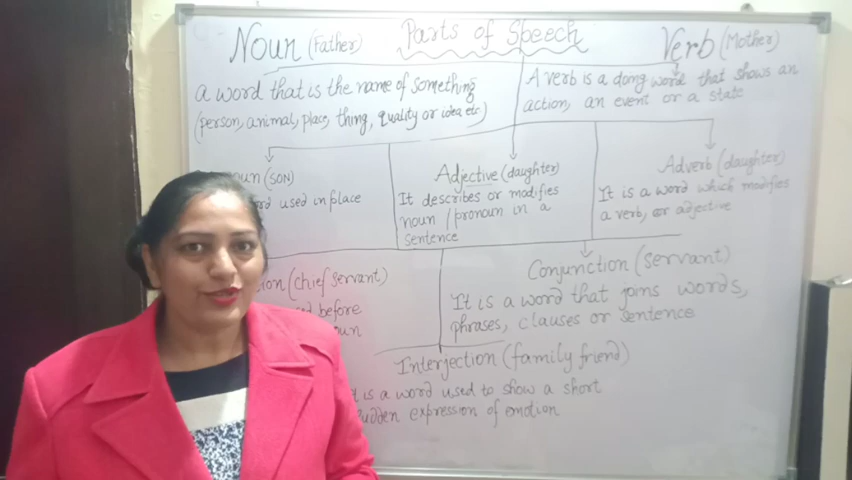 Parts of Speech
Noun (Father)
a word that is the name of something
(person, animal, place, thing, quality or idea etc)
Verb (Mother)
A verb is a doing word that shows an
action, an event or a state
noun (SON)
used in place
Adjective (daughter)
It describes or modifies
noun / pronoun in a
sentence
Adverb (daughter)
It is a word which modifies
a verb, or adjective
(chief servant)
before
Conjunction (servant)
It is a word that joins words,
phrases, clauses or sentence
Interjection (family friend)
It is a word used to show a short
sudden expression of emotion